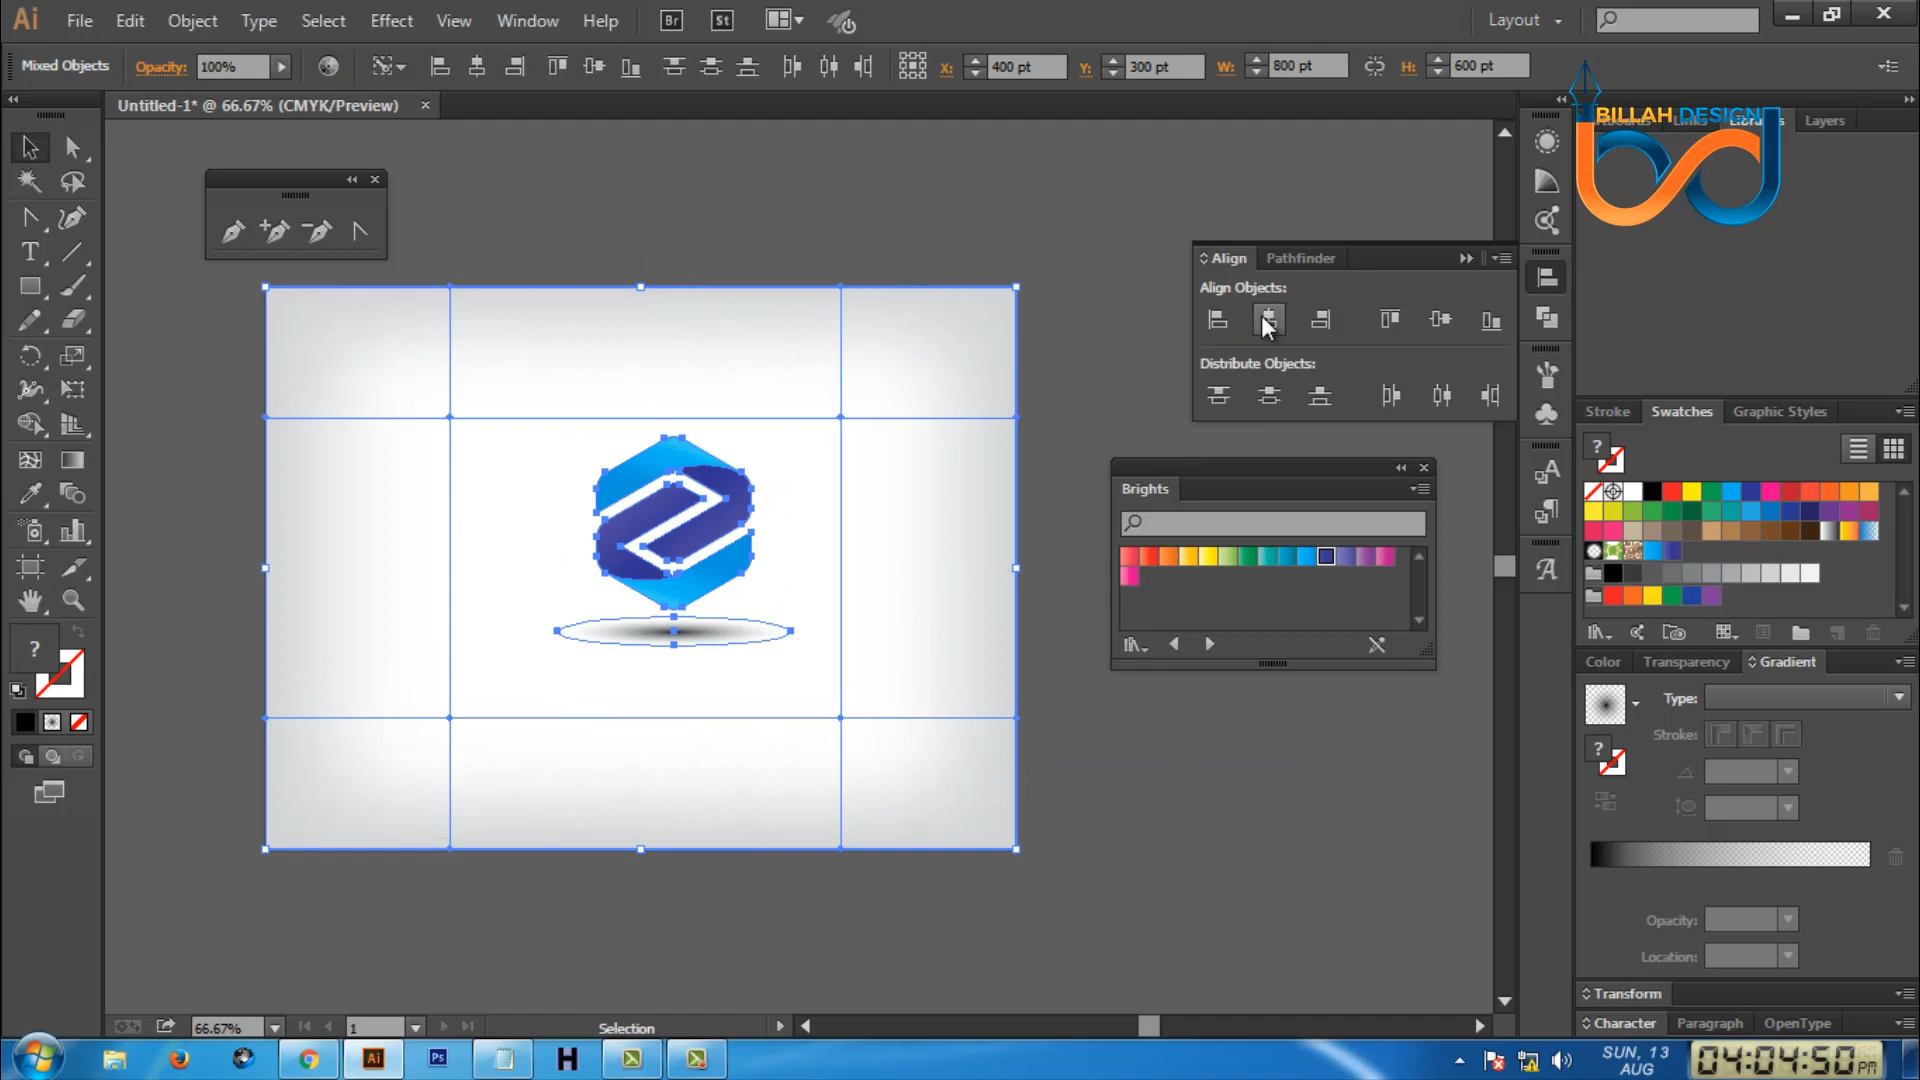 Ai File Edit Object Type Select Effect View Window Help Br St Layout
Mixed Objects Opacity: 100% X: 400 pt Y: 300 pt W: 800 pt H: 600 pt
Untitled-1* @ 66.67% (CMYK/Preview)
BILLAH DESIGN
Layers
Align Pathfinder
Align Objects:
Distribute Objects:
Stroke Swatches Graphic Styles
Brights
Color Transparency Gradient
Type:
Stroke:
Opacity:
Location:
Transform
66.67% 1 Selection
Character Paragraph OpenType
Ai Ps H
SUN, 13
AUG
04:04:50 PM